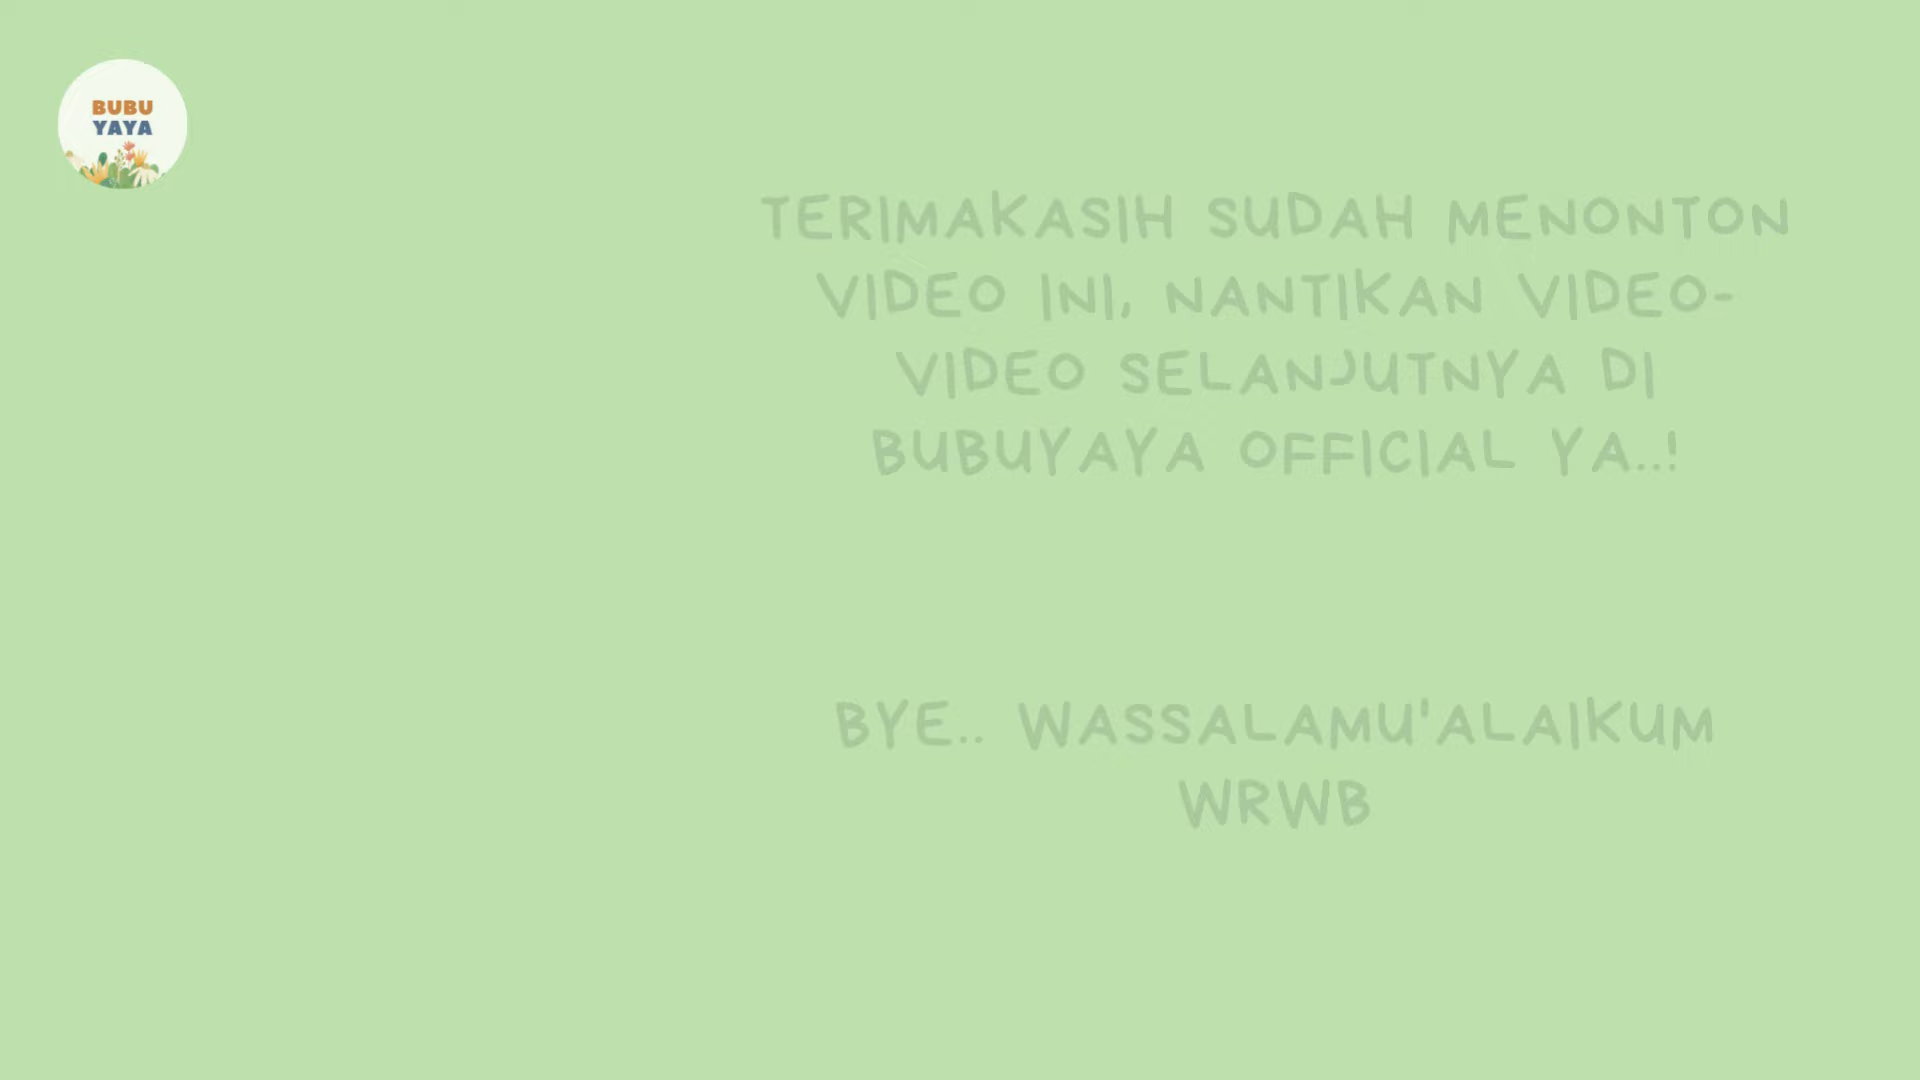 BUBU
YAYA
TERIMAKASIH SUDAH MENONTON
VIDEO INI, NANTIKAN VIDEO-
VIDEO SELANJUTNYA DI
BUBUYAYA OFFICIAL YA..!
BYE.. WASSALAMU'ALAIKUM
WRWB